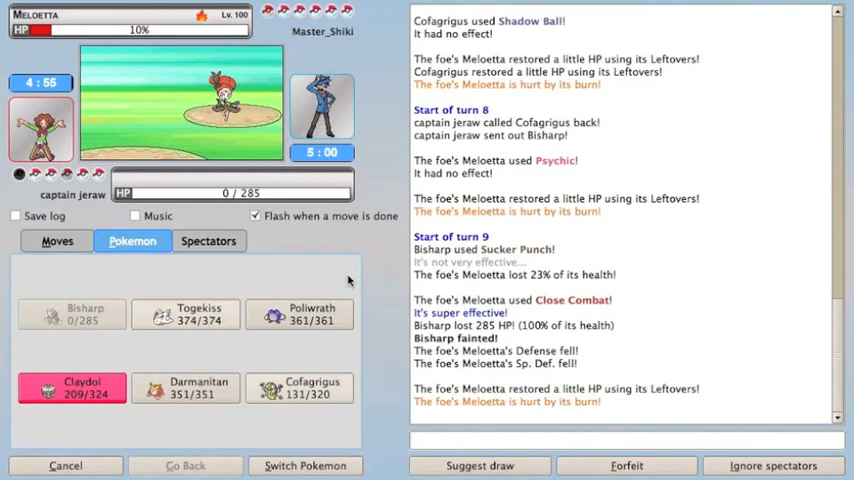 MELOETTA
Lv. 100
HP
10%
Master_Shiki
4 : 55
5 : 00
HP
0 / 285
captain jeraw
Save log
Music
Flash when a move is done
Moves
Pokemon
Spectators
Bisharp
0/285
Togekiss
374/374
Poliwrath
361/361
Claydol
209/324
Darmanitan
351/351
Cofagrigus
131/320
Cancel
Go Back
Switch Pokemon
Cofagrigus used Shadow Ball!
It had no effect!
The foe's Meloetta restored a little HP using its Leftovers!
Cofagrigus restored a little HP using its Leftovers!
The foe's Meloetta is hurt by its burn!
Start of turn 8
captain jeraw called Cofagrigus back!
captain jeraw sent out Bisharp!
The foe's Meloetta used Psychic!
It had no effect!
The foe's Meloetta restored a little HP using its Leftovers!
The foe's Meloetta is hurt by its burn!
Start of turn 9
Bisharp used Sucker Punch!
It's not very effective...
The foe's Meloetta lost 23% of its health!
The foe's Meloetta used Close Combat!
It's super effective!
Bisharp lost 285 HP! (100% of its health)
Bisharp fainted!
The foe's Meloetta's Defense fell!
The foe's Meloetta's Sp. Def. fell!
The foe's Meloetta restored a little HP using its Leftovers!
The foe's Meloetta is hurt by its burn!
Suggest draw
Forfeit
Ignore spectators